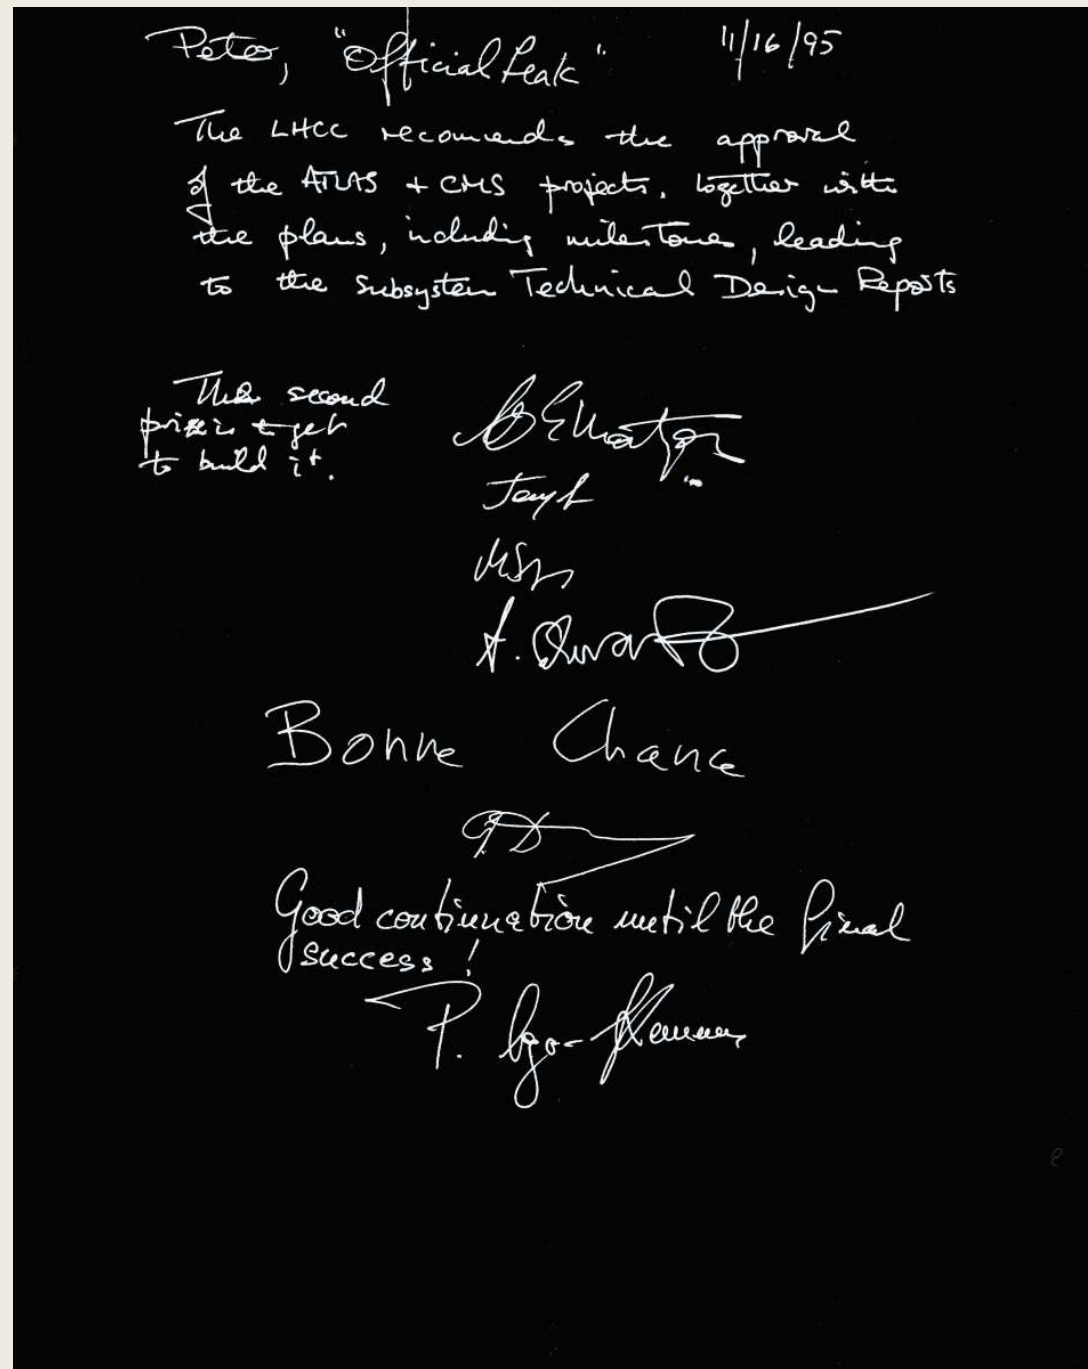 Peter, "Official Leak" 11/16/95
The LHCC recomends the approval
of the ATLAS + CMS projects, together with
the plans, including milestones, leading
to the Subsystem Technical Design Reports
The second
prize is to get
to build it.
Bonne Chance
Good continuation until the final
success!
P.